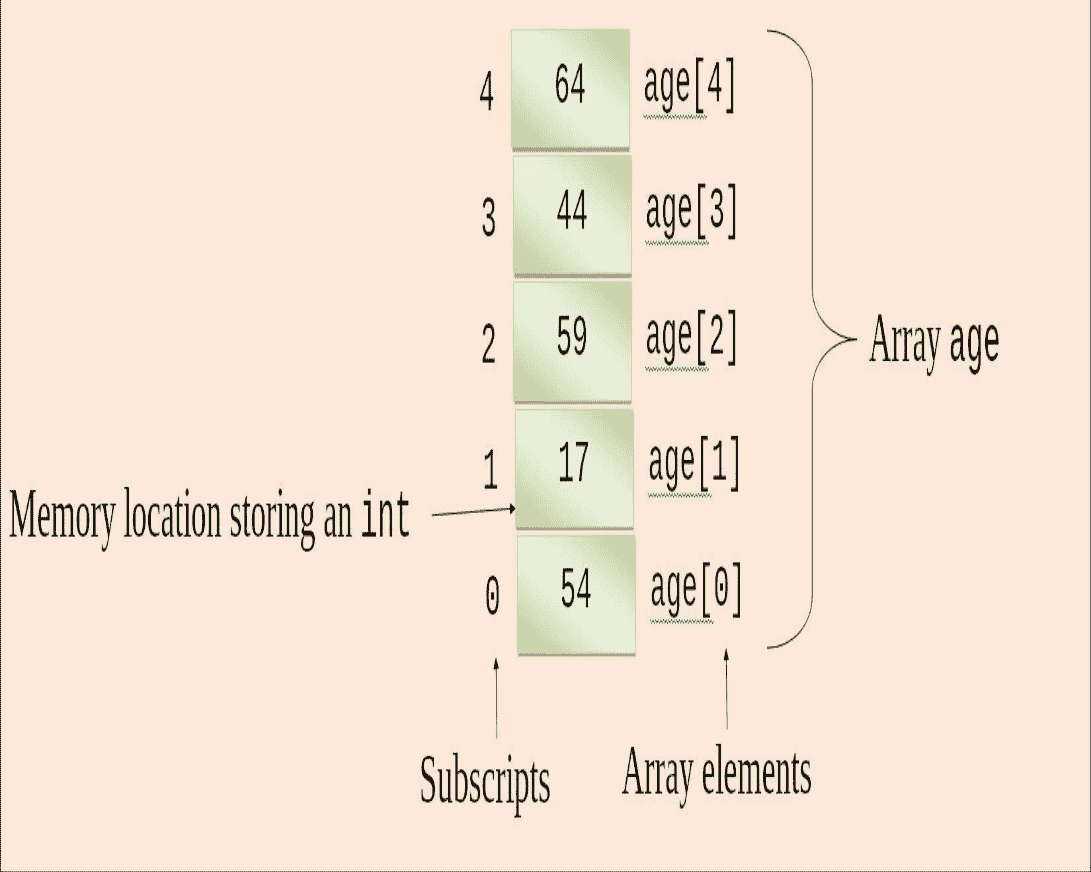 4 64 age[4]
3 44 age[3]
2 59 age[2]
Array age
1 17 age[1]
Memory location storing an int
0 54 age[0]
Subscripts
Array elements